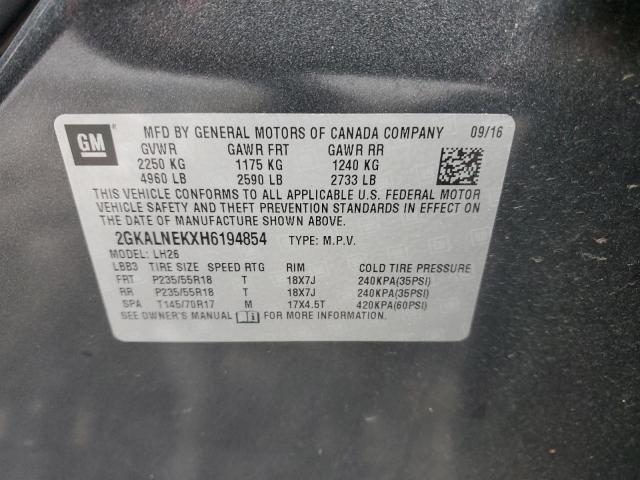 GM
MFD BY GENERAL MOTORS OF CANADA COMPANY 09/16
GVWR GAWR FRT GAWR RR
2250 KG 1175 KG 1240 KG
4960 LB 2590 LB 2733 LB
THIS VEHICLE CONFORMS TO ALL APPLICABLE U.S. FEDERAL MOTOR
VEHICLE SAFETY AND THEFT PREVENTION STANDARDS IN EFFECT ON
THE DATE OF MANUFACTURE SHOWN ABOVE.
2GKALNEKXH6194854 TYPE: M.P.V.
MODEL: LH26
LBB3 TIRE SIZE SPEED RTG RIM COLD TIRE PRESSURE
FRT P235/55R18 T 18X7J 240KPA(35PSI)
RR P235/55R18 T 18X7J 240KPA(35PSI)
SPA T145/70R17 M 17X4.5T 420KPA(60PSI)
SEE OWNER'S MANUAL FOR MORE INFORMATION.